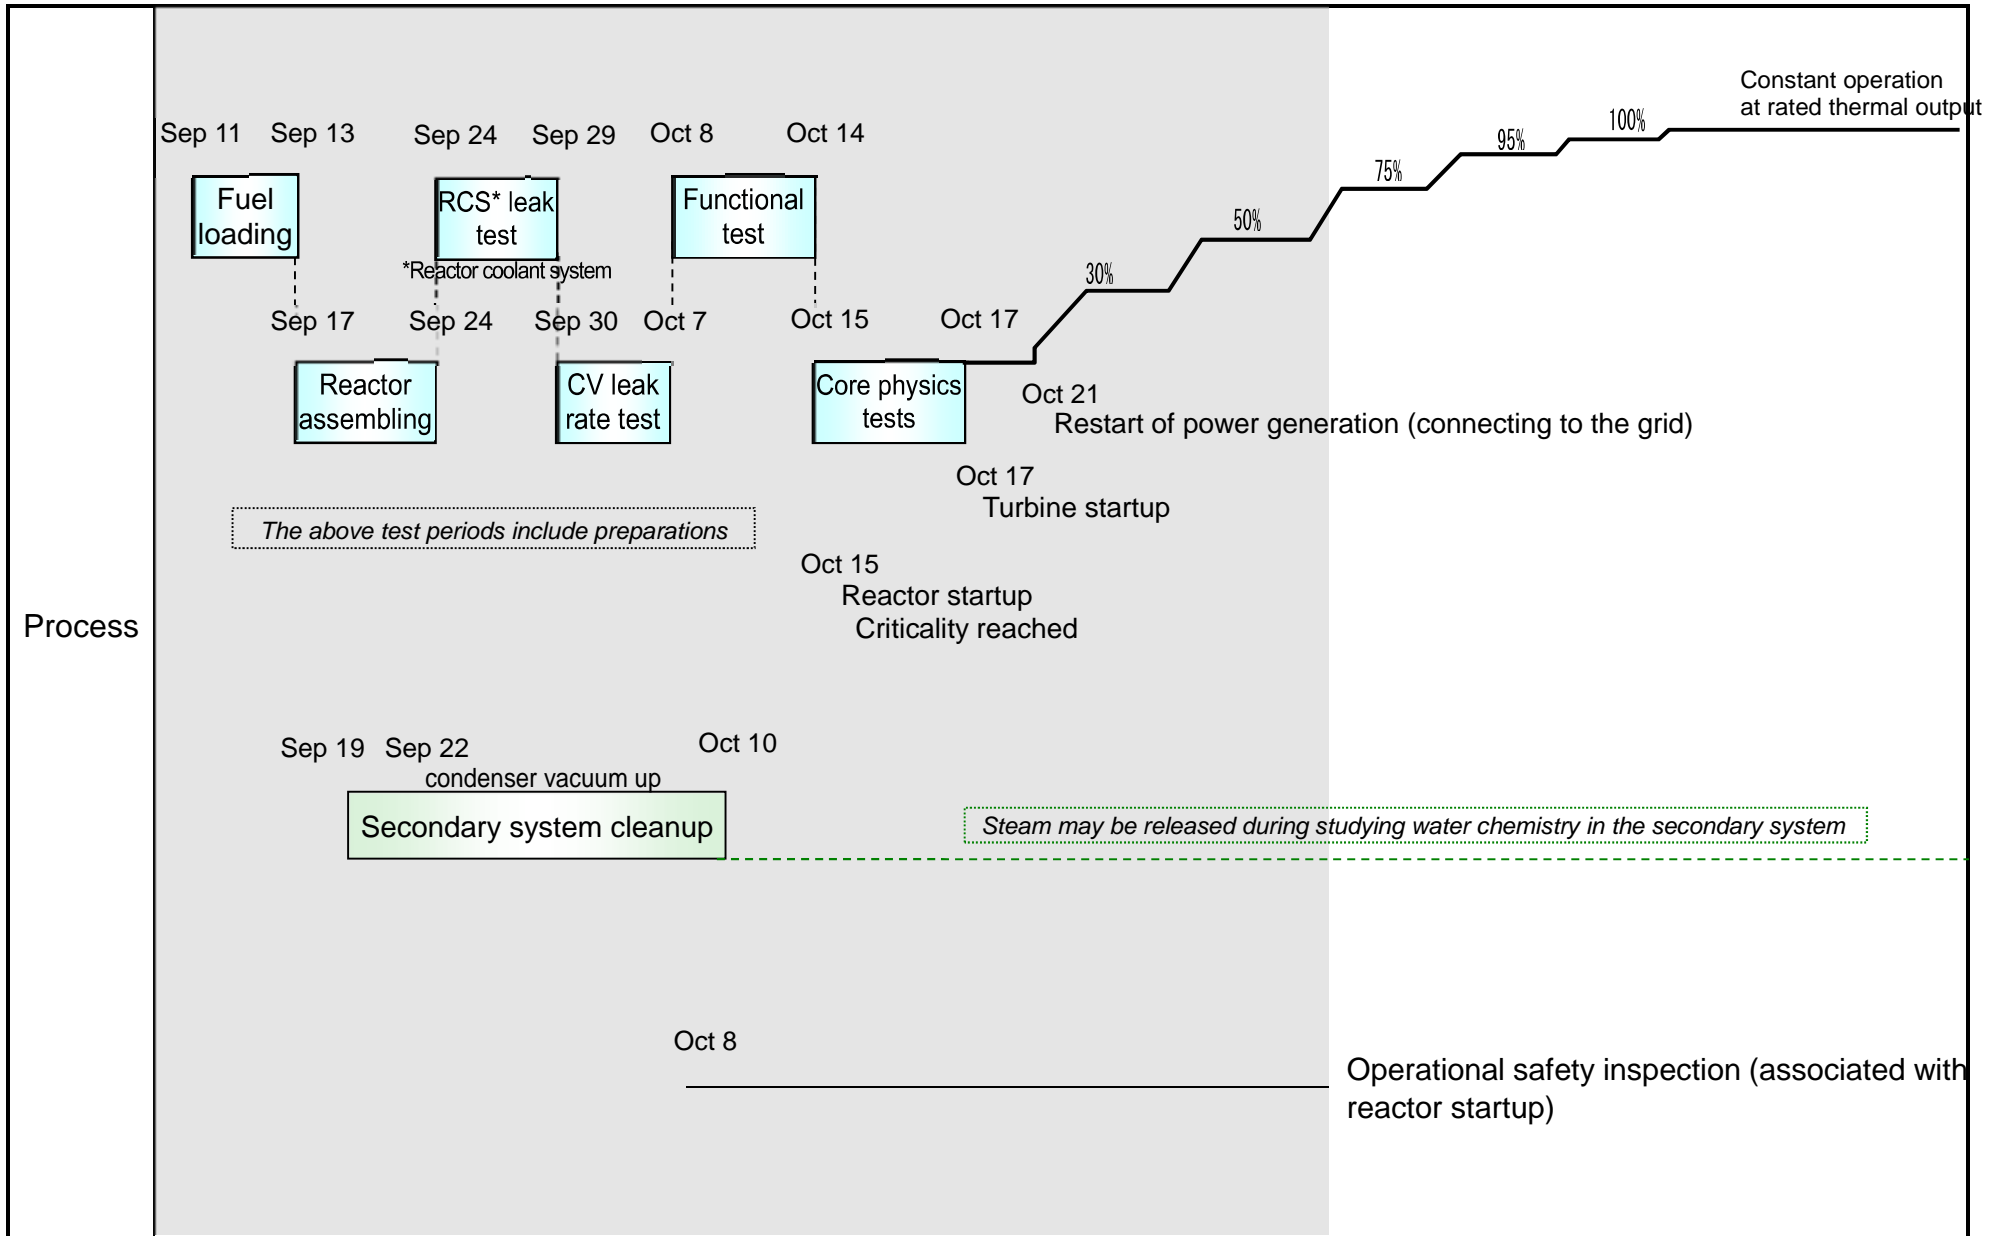 Constant operation
at rated thermal output
Sep 11
Sep 13
Sep 24
Sep 29
Oct 8
Oct 14
100%
95%
75%
50%
30%
Fuel
loading
RCS* leak
test
*Reactor coolant system
Functional
test
Sep 17
Sep 24
Sep 30
Oct 7
Oct 15
Oct 17
Reactor
assembling
CV leak
rate test
Core physics
tests
Oct 21
Restart of power generation (connecting to the grid)
Oct 17
Turbine startup
The above test periods include preparations
Oct 15
Reactor startup
Criticality reached
Process
Sep 19
Sep 22
Oct 10
condenser vacuum up
Secondary system cleanup
Steam may be released during studying water chemistry in the secondary system
Oct 8
Operational safety inspection (associated with
reactor startup)